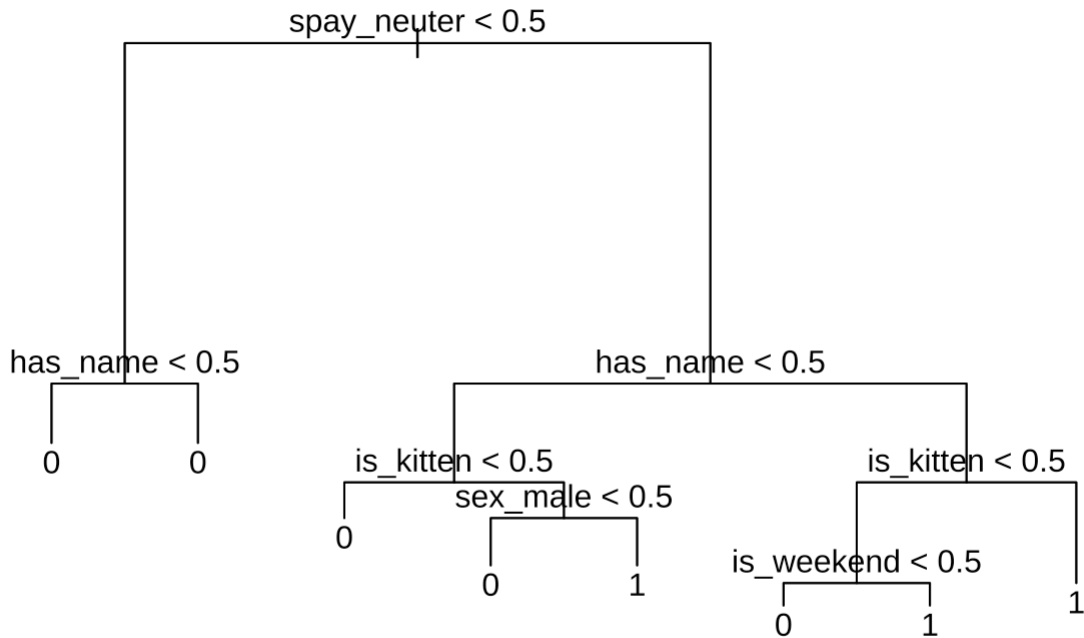 spay_neuter < 0.5
has_name < 0.5
has_name < 0.5
0
0
is_kitten < 0.5
is_kitten < 0.5
sex_male < 0.5
0
is_weekend < 0.5
0
1
1
0
1